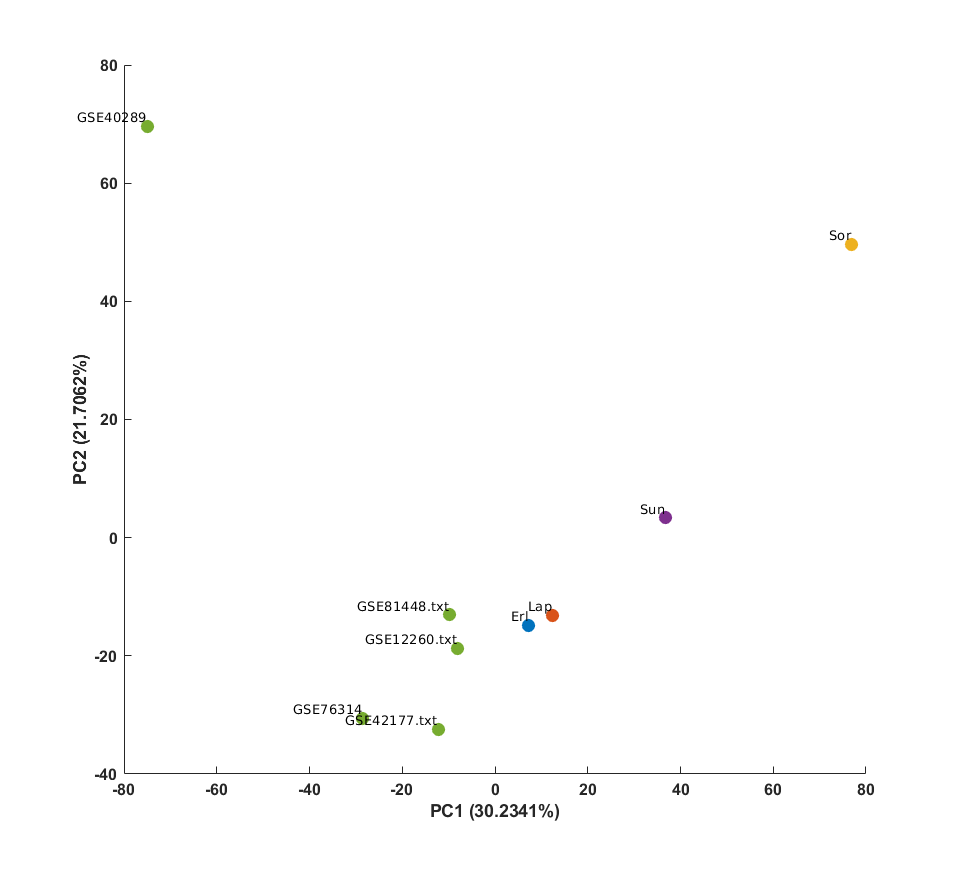 80
GSE40289
60
Sor
40
PC2 (21.7062%)
20
Sun
0
GSE81448.txt
Lap
Erl
GSE12260.txt
-20
GSE76314
GSE42177.txt
-40
-80
-60
-40
-20
0
20
40
60
80
PC1 (30.2341%)